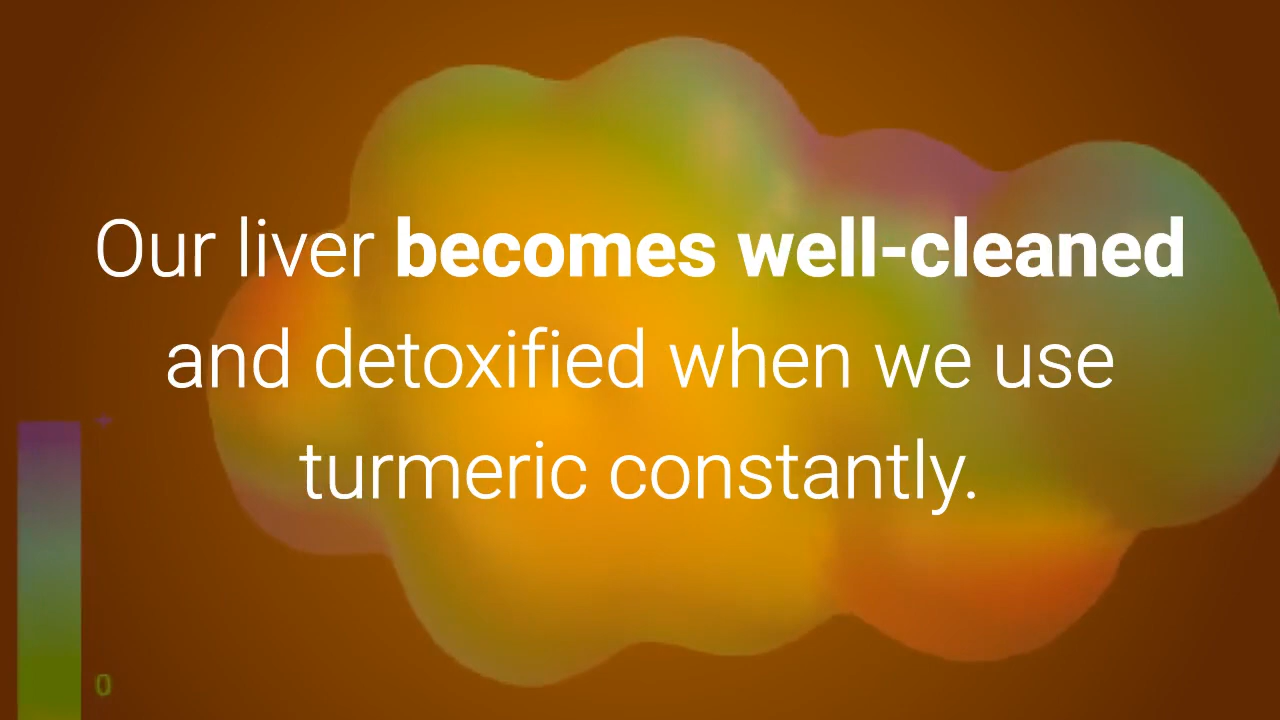 Our liver becomes well-cleaned
and detoxified when we use
turmeric constantly.
+
0